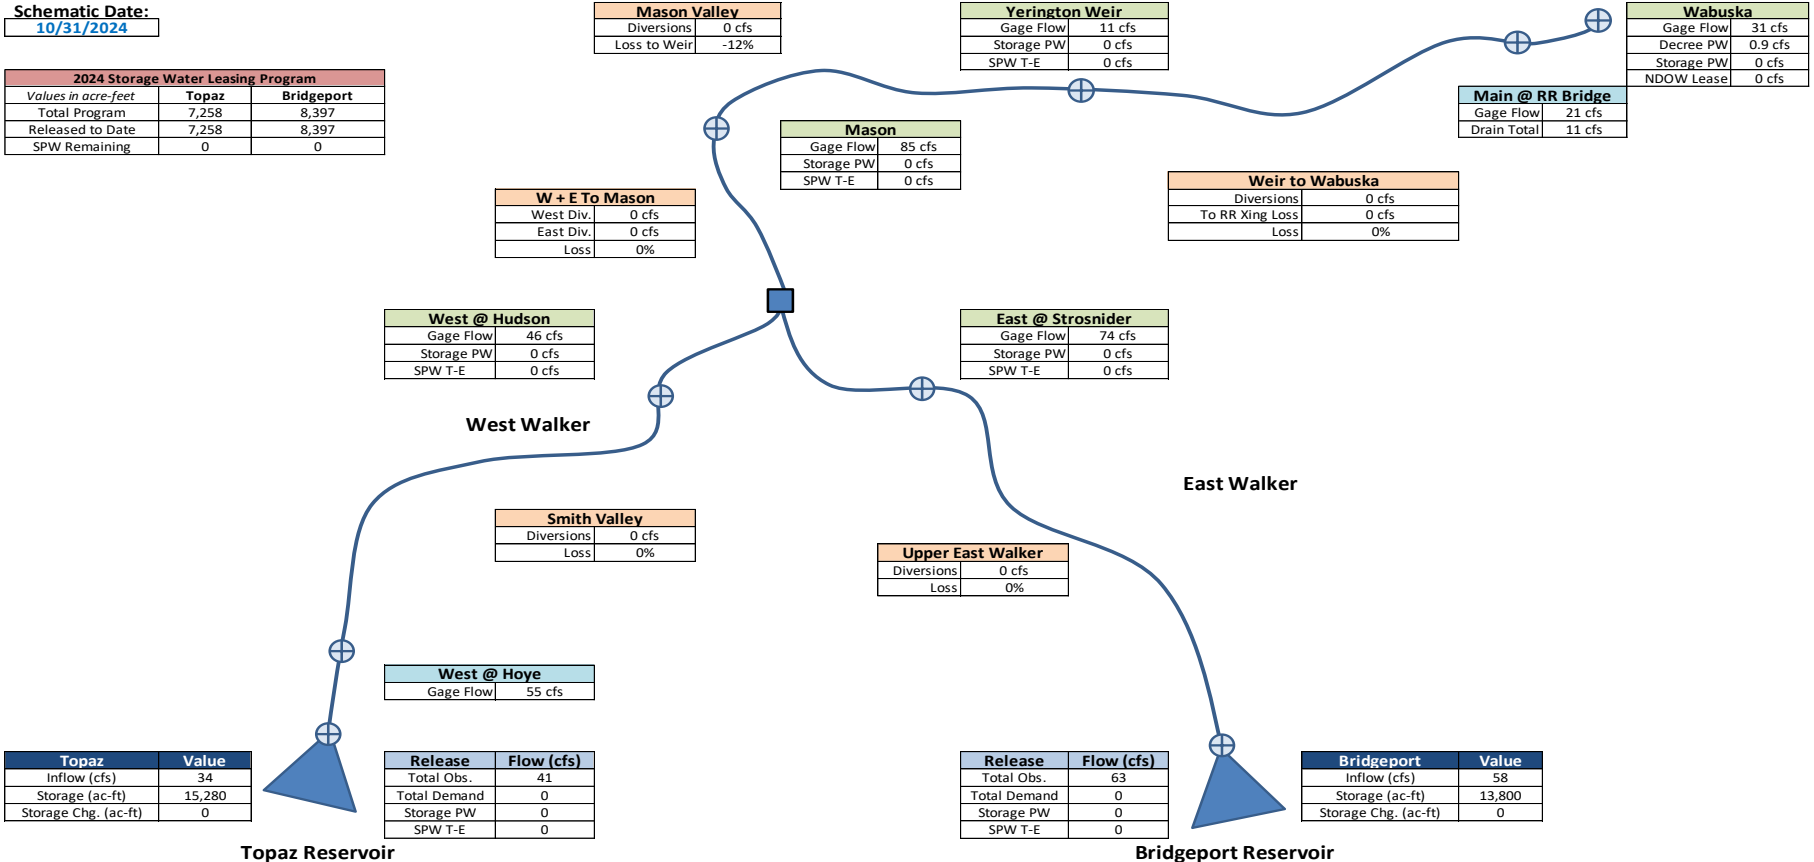 Schematic Date:
10/31/2024
2024 Storage Water Leasing Program
Values in acre-feet Topaz Bridgeport
Total Program 7,258 8,397
Released to Date 7,258 8,397
SPW Remaining 0 0
Mason Valley
Diversions 0 cfs
Loss to Weir -12%
Yerington Weir
Gage Flow 11 cfs
Storage PW 0 cfs
SPW T-E 0 cfs
Wabuska
Gage Flow 31 cfs
Decree PW 0.9 cfs
Storage PW 0 cfs
NDOW Lease 0 cfs
Main @ RR Bridge
Gage Flow 21 cfs
Drain Total 11 cfs
Mason
Gage Flow 85 cfs
Storage PW 0 cfs
SPW T-E 0 cfs
W + E To Mason
West Div. 0 cfs
East Div. 0 cfs
Loss 0%
Weir to Wabuska
Diversions 0 cfs
To RR Xing Loss 0 cfs
Loss 0%
West @ Hudson
Gage Flow 46 cfs
Storage PW 0 cfs
SPW T-E 0 cfs
East @ Strosnider
Gage Flow 74 cfs
Storage PW 0 cfs
SPW T-E 0 cfs
West Walker
East Walker
Smith Valley
Diversions 0 cfs
Loss 0%
Upper East Walker
Diversions 0 cfs
Loss 0%
West @ Hoye
Gage Flow 55 cfs
Topaz Value
Inflow (cfs) 34
Storage (ac-ft) 15,280
Storage Chg. (ac-ft) 0
Release Flow (cfs)
Total Obs. 41
Total Demand 0
Storage PW 0
SPW T-E 0
Topaz Reservoir
Release Flow (cfs)
Total Obs. 63
Total Demand 0
Storage PW 0
SPW T-E 0
Bridgeport Value
Inflow (cfs) 58
Storage (ac-ft) 13,800
Storage Chg. (ac-ft) 0
Bridgeport Reservoir